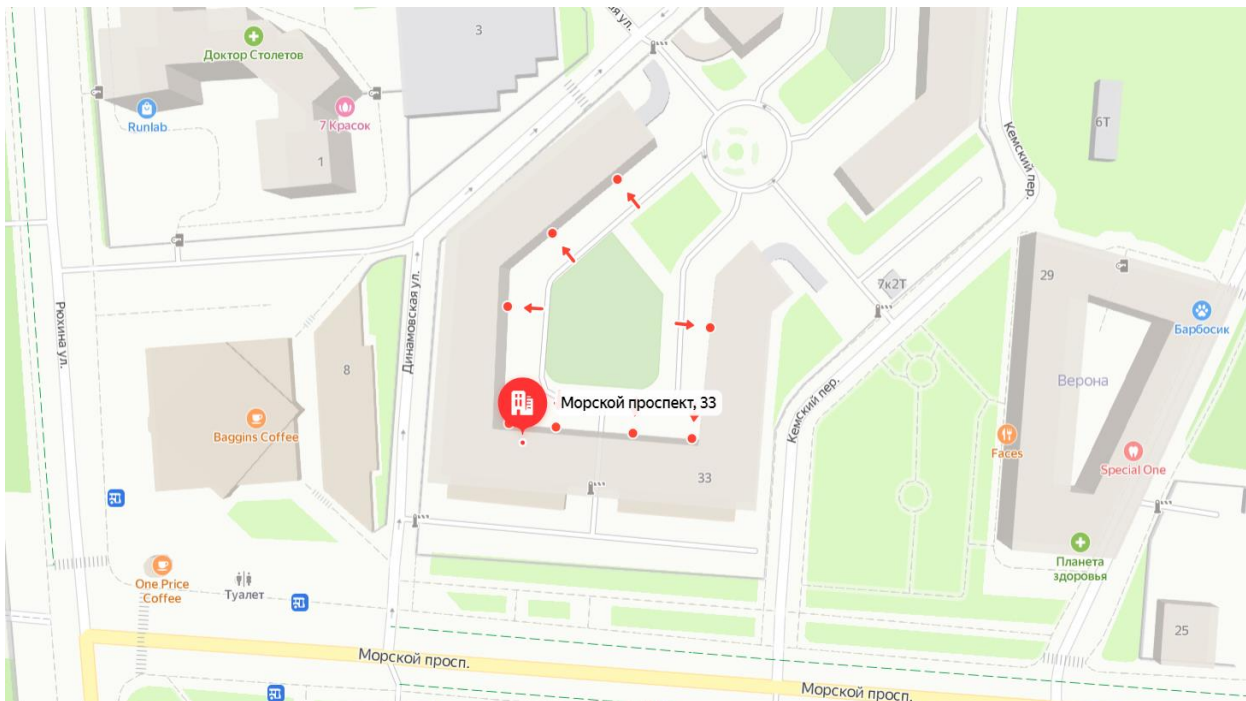 ул.
3
Доктор Столетов
Runlab
7 Красок
1
6Т
Кемский пер.
29
7к2Т
Барбосик
Динамовская ул.
Рюхина ул.
8
Верона
Морской проспект, 33
Кемский пер.
Baggins Coffee
Faces
Special One
33
One Price
Coffee
Туалет
Планета
здоровья
25
Морской просп.
Морской просп.